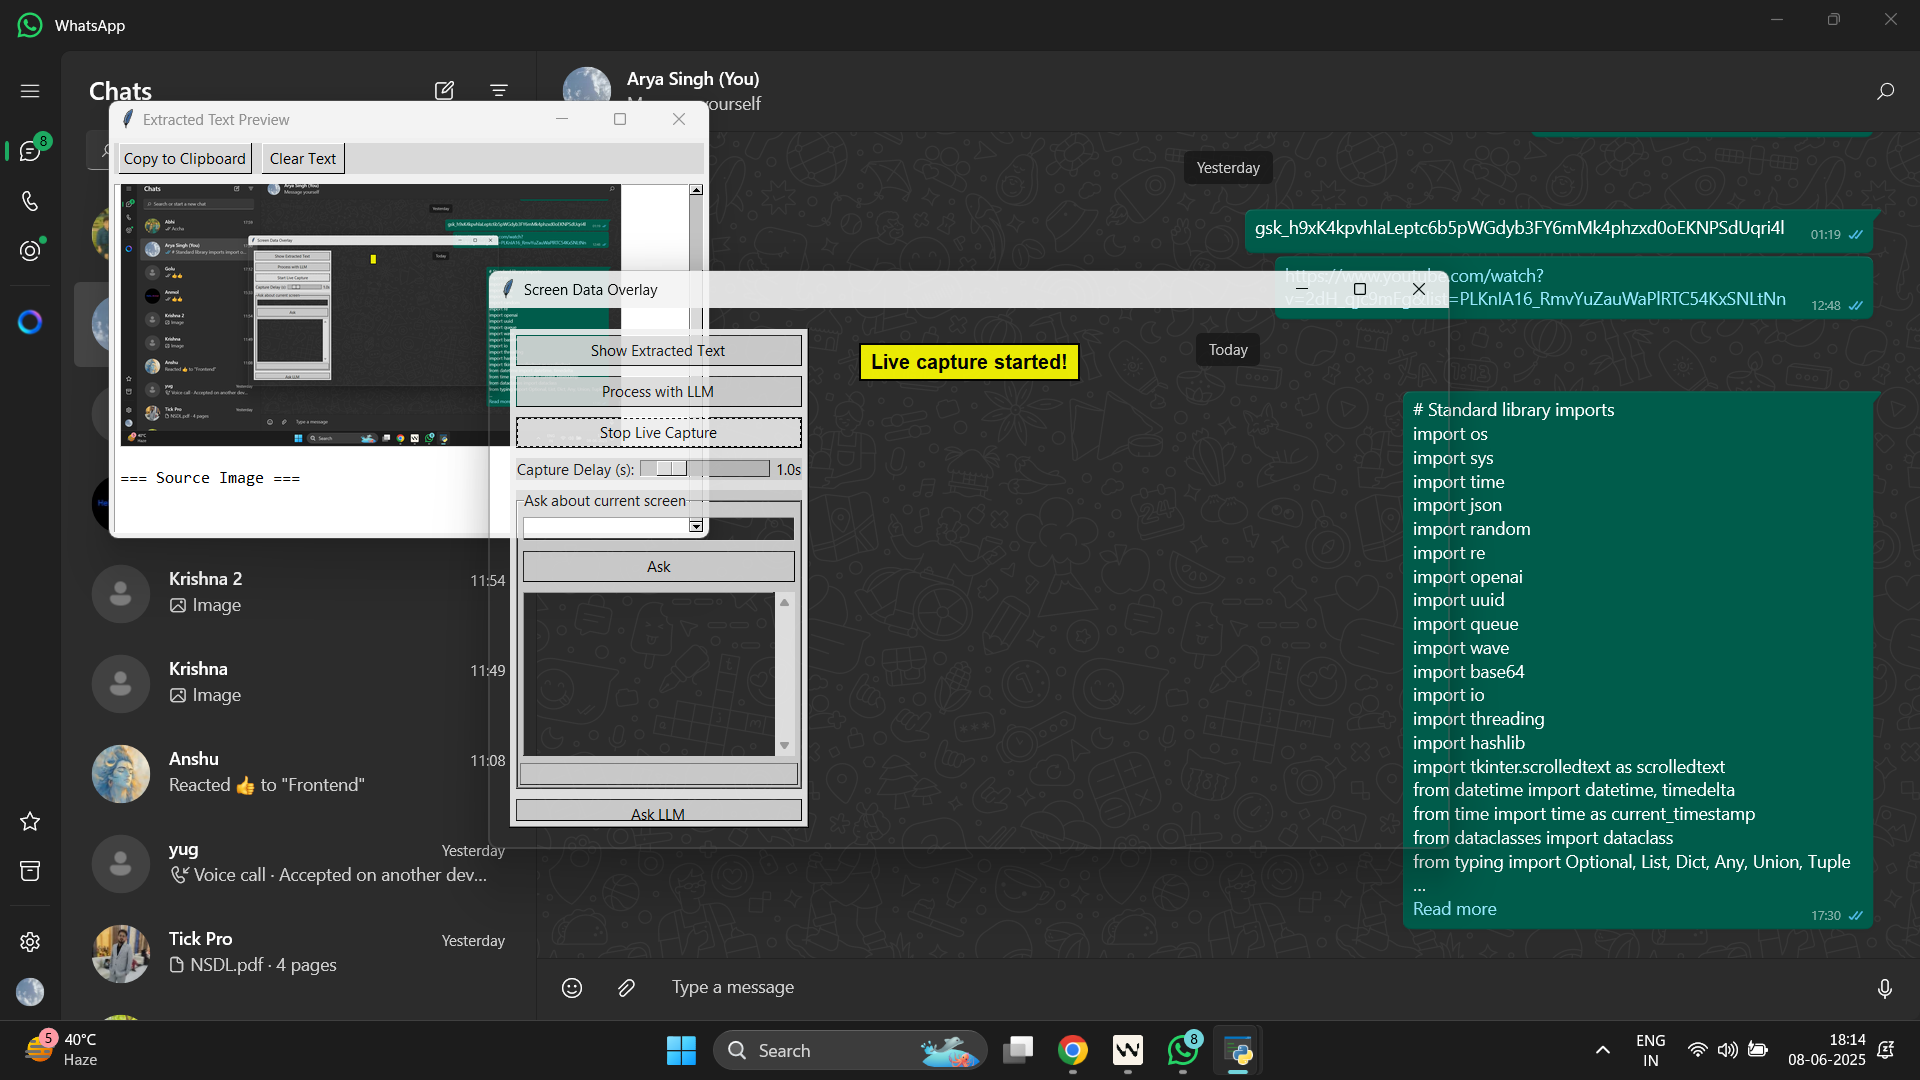 WhatsApp
Chats
Arya Singh (You)
Extracted Text Preview
Copy to Clipboard
Clear Text
=== Source Image ===
Krishna 2
11:54
Image
Krishna
11:49
Image
Anshu
11:08
Reacted 👍 to "Frontend"
yug
Yesterday
Voice call · Accepted on another dev...
Tick Pro
Yesterday
NSDL.pdf · 4 pages
Screen Data Overlay
Show Extracted Text
Process with LLM
Stop Live Capture
Capture Delay (s):
1.0s
Ask about current screen
Ask
Ask LLM
Live capture started!
Yesterday
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
01:19
https://www.youtube.com/watch?
12:48
Today
# Standard library imports
import os
import sys
import time
import json
import random
import re
import openai
import uuid
import queue
import wave
import base64
import io
import threading
import hashlib
import tkinter.scrolledtext as scrolledtext
from datetime import datetime, timedelta
from time import time as current_timestamp
from dataclasses import dataclass
from typing import Optional, List, Dict, Any, Union, Tuple
...
Read more
17:30
Type a message
5
40°C
Haze
Search
8
ENG
IN
18:14
08-06-2025